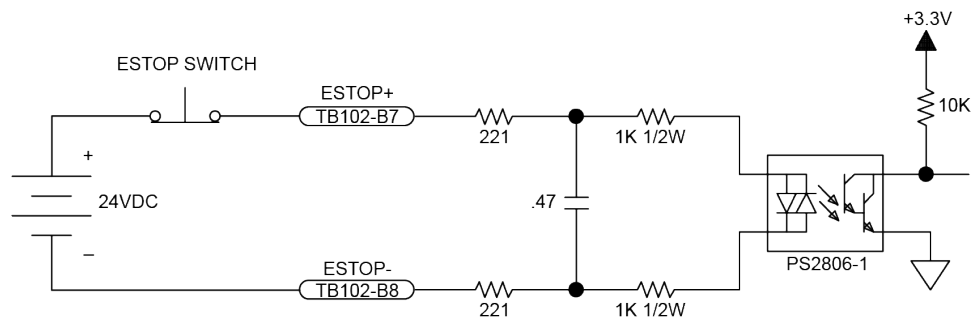 +3.3V
ESTOP SWITCH
10K
ESTOP+
TB102-B7
221
1K 1/2W
+
24VDC
.47
–
PS2806-1
ESTOP-
TB102-B8
221
1K 1/2W